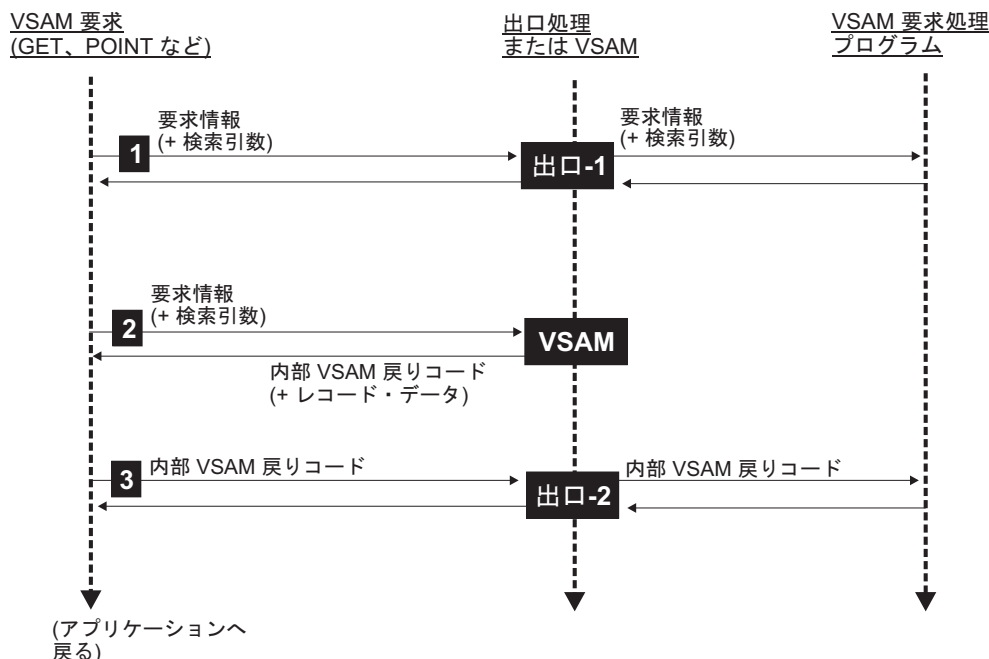 VSAM 要求
(GET、POINT など)
出口処理
または VSAM
VSAM 要求処理
プログラム
要求情報
(+ 検索引数)
1
出口-1
要求情報
(+ 検索引数)
要求情報
(+ 検索引数)
2
VSAM
内部 VSAM 戻りコード
(+ レコード・データ)
3
内部 VSAM 戻りコード
出口-2
内部 VSAM 戻りコード
(アプリケーションへ
戻る)